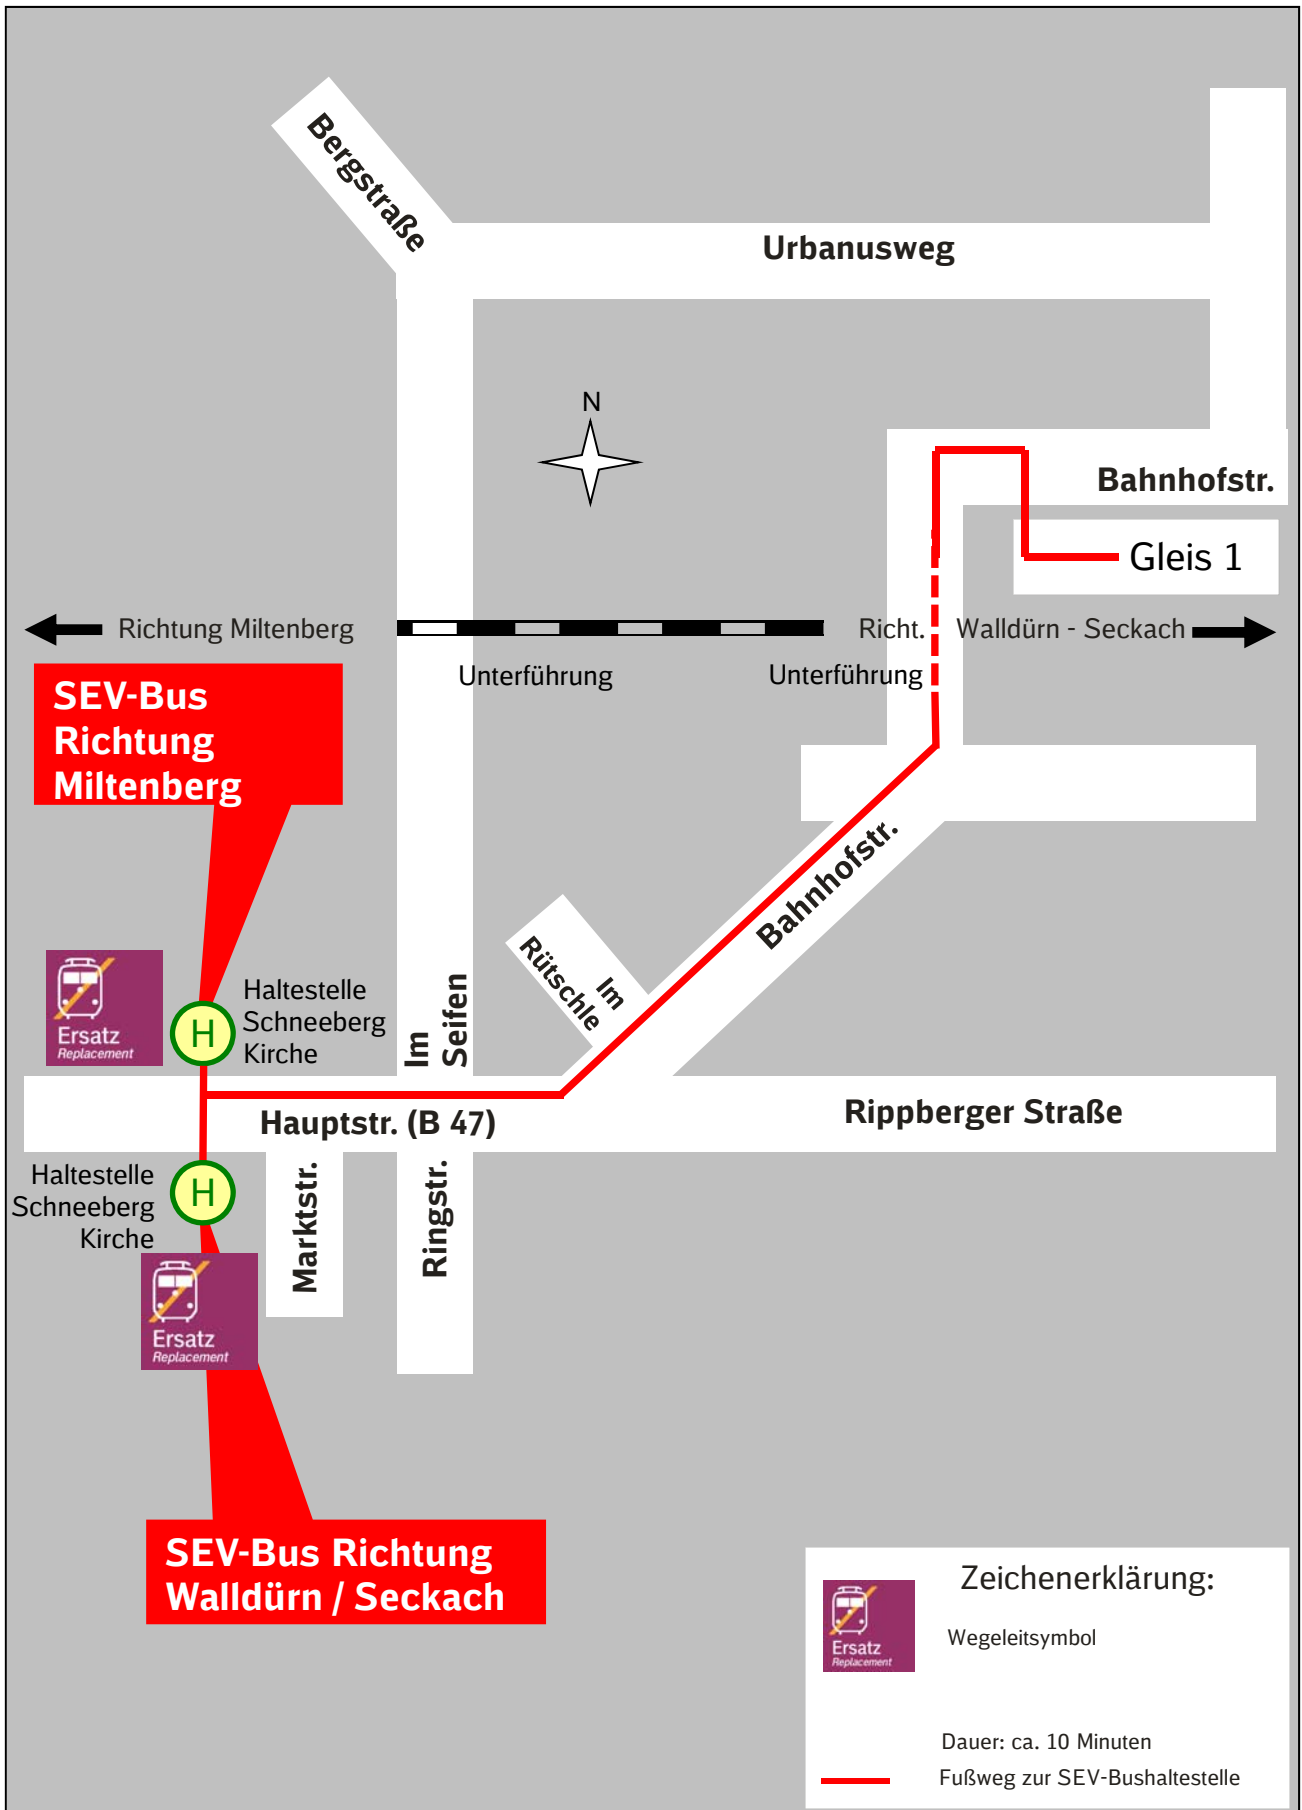 Bergstraße
Urbanusweg
N
Bahnhofstr.
Gleis 1
Richtung Miltenberg
Richt.
Walldürn - Seckach
Unterführung
Unterführung
SEV-Bus
Richtung
Miltenberg
Bahnhofstr.
Im
Rütschle
Ersatz
Replacement
H
Haltestelle
Schneeberg
Kirche
Im
Seifen
Hauptstr. (B 47)
Rippberger Straße
Haltestelle
Schneeberg
Kirche
H
Marktstr.
Ringstr.
Ersatz
Replacement
SEV-Bus Richtung
Walldürn / Seckach
Zeichenerklärung:
Ersatz
Replacement
Wegeleitsymbol
Dauer: ca. 10 Minuten
Fußweg zur SEV-Bushaltestelle